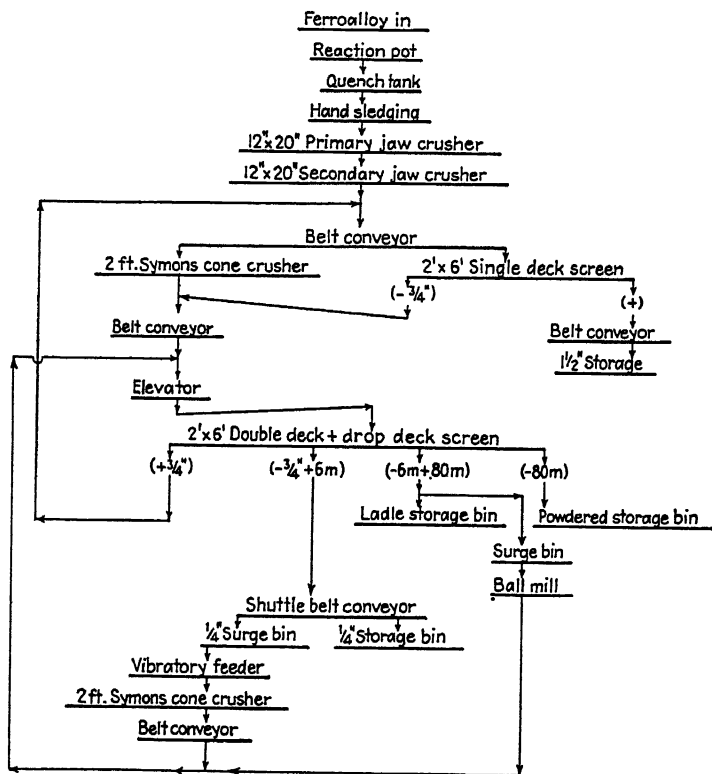 Ferroalloy in
Reaction pot
Quench tank
Hand sledging
12"x20" Primary jaw crusher
12"x20" Secondary jaw crusher
Belt conveyor
2 ft. Symons cone crusher
2'x 6' Single deck screen
(-3/4")
(+)
Belt conveyor
Belt conveyor
1 1/2" Storage
Elevator
2'x6' Double deck + drop deck screen
(+3/4")
(-3/4"+6m)
(-6m+80m)
(-80m)
Ladle storage bin
Powdered storage bin
Surge bin
Ball mill
Shuttle belt conveyor
1/4" Surge bin
1/4" Storage bin
Vibratory feeder
2 ft. Symons cone crusher
Belt conveyor